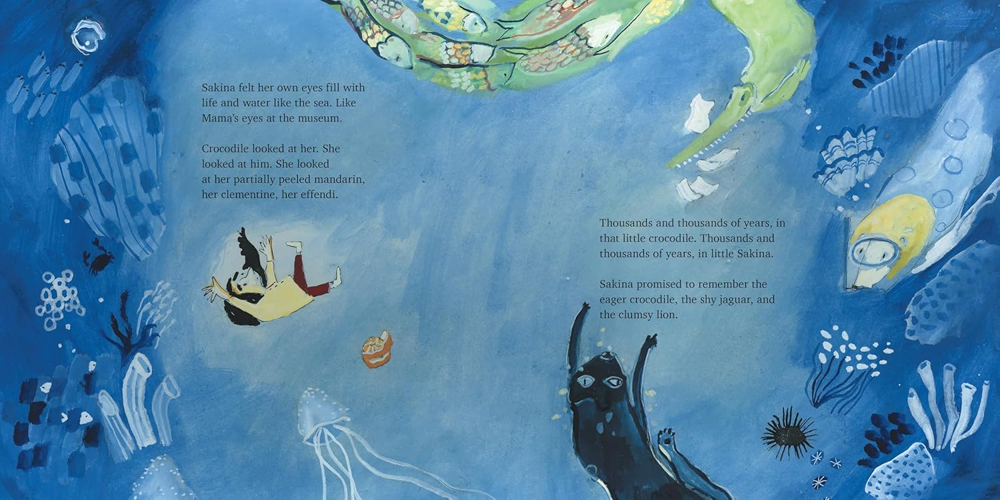 Sakina felt her own eyes fill with
life and water like the sea. Like
Mama’s eyes at the museum.
Crocodile looked at her. She
looked at him. She looked
at her partially peeled mandarin,
her clementine, her effendi.
Thousands and thousands of years, in
that little crocodile. Thousands and
thousands of years, in little Sakina.
Sakina promised to remember the
eager crocodile, the shy jaguar, and
the clumsy lion.